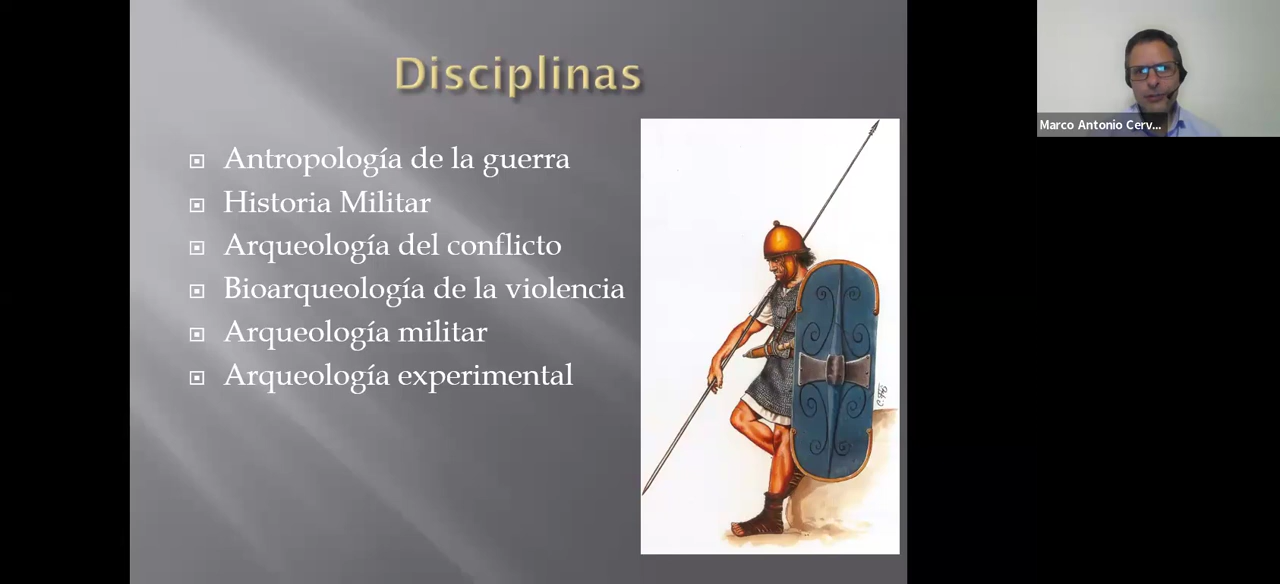 Disciplinas
Antropología de la guerra
Historia Militar
Arqueología del conflicto
Bioarqueología de la violencia
Arqueología militar
Arqueología experimental
Marco Antonio Cerv...